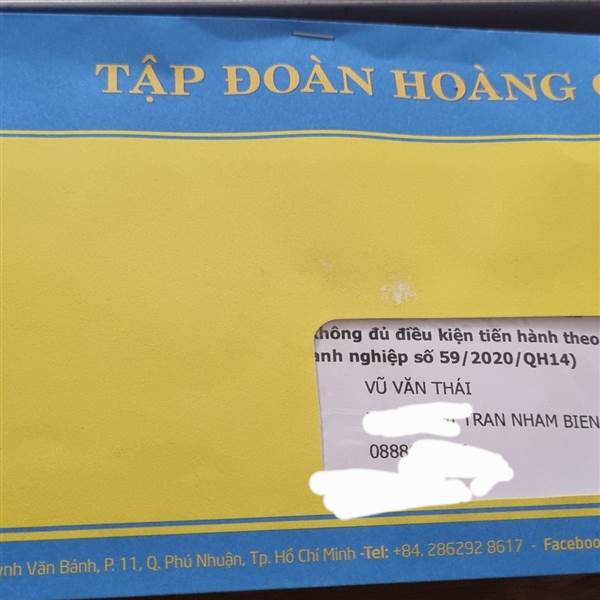 TẬP ĐOÀN HOÀNG
không đủ điều kiện tiến hành theo
anh nghiệp số 59/2020/QH14)
VŨ VĂN THÁI
TRAN NHAM BIEN
0888
ynh Văn Bánh, P. 11, Q. Phú Nhuận, Tp. Hồ Chí Minh -Tel: +84. 286292 8617 - Faceboo